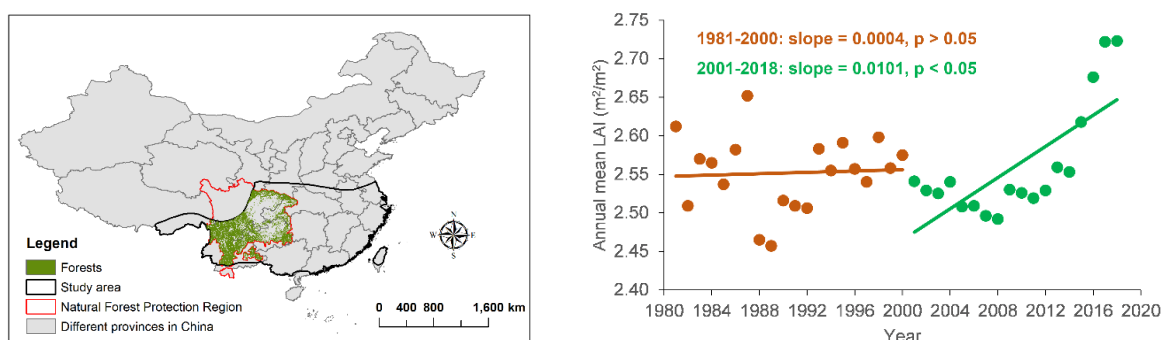 N
W
E
S
Legend
Forests
Study area
Natural Forest Protection Region
Different provinces in China
0 400 800 1,600 km
1981-2000: slope = 0.0004, p > 0.05
2001-2018: slope = 0.0101, p < 0.05
Annual mean LAI (m²/m²)
2.75
2.70
2.65
2.60
2.55
2.50
2.45
2.40
1980 1984 1988 1992 1996 2000 2004 2008 2012 2016 2020
Year